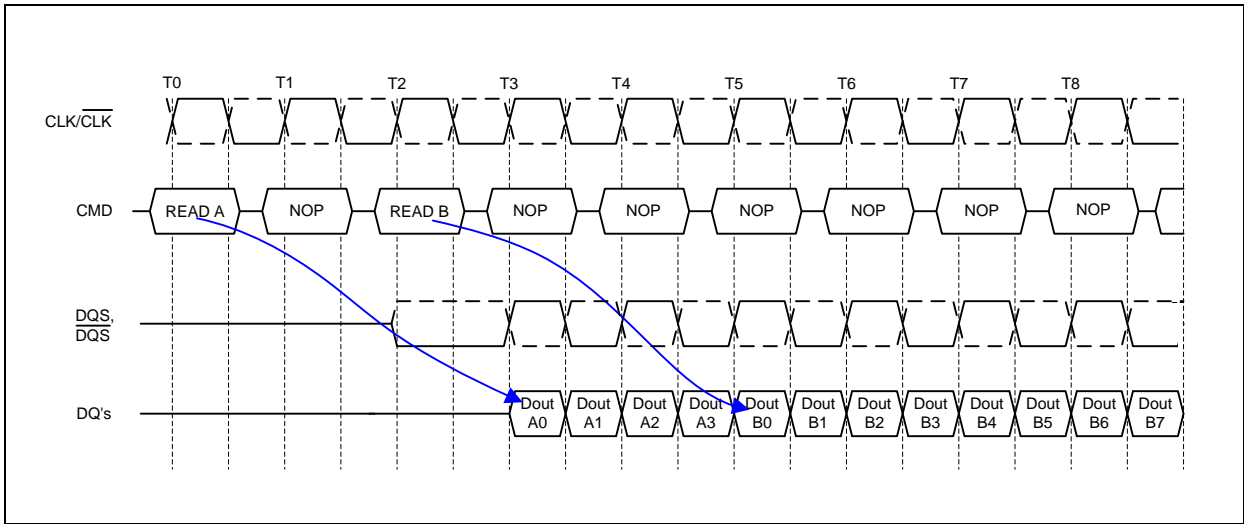 T0 T1 T2 T3 T4 T5 T6 T7 T8
CLK/CLK
CMD READ A NOP READ B NOP NOP NOP NOP NOP NOP
DQS,
DQS
DQ's
Dout Dout Dout Dout Dout Dout Dout Dout Dout Dout Dout Dout
A0 A1 A2 A3 B0 B1 B2 B3 B4 B5 B6 B7